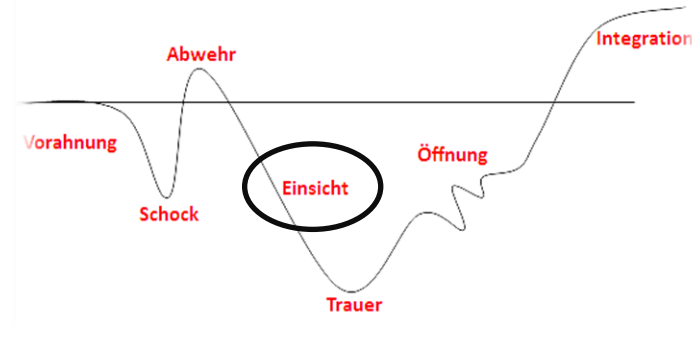 Abwehr
Integration
Vorahnung
Öffnung
Einsicht
Schock
Trauer